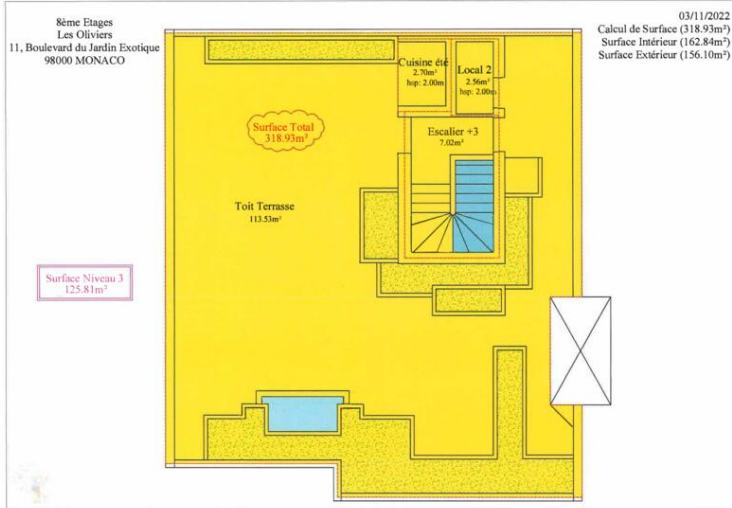 8ème Etages
Les Oliviers
11, Boulevard du Jardin Exotique
98000 MONACO
03/11/2022
Calcul de Surface (318.93m²)
Surface Intérieur (162.84m²)
Surface Extérieur (156.10m²)
Cuisine été
2.70m²
hsp: 2.00m
Local 2
2.56m²
hsp: 2.00m
Surface Total
318.93m²
Escalier +3
7.02m²
Toit Terrasse
113.53m²
Surface Niveau 3
125.81m²